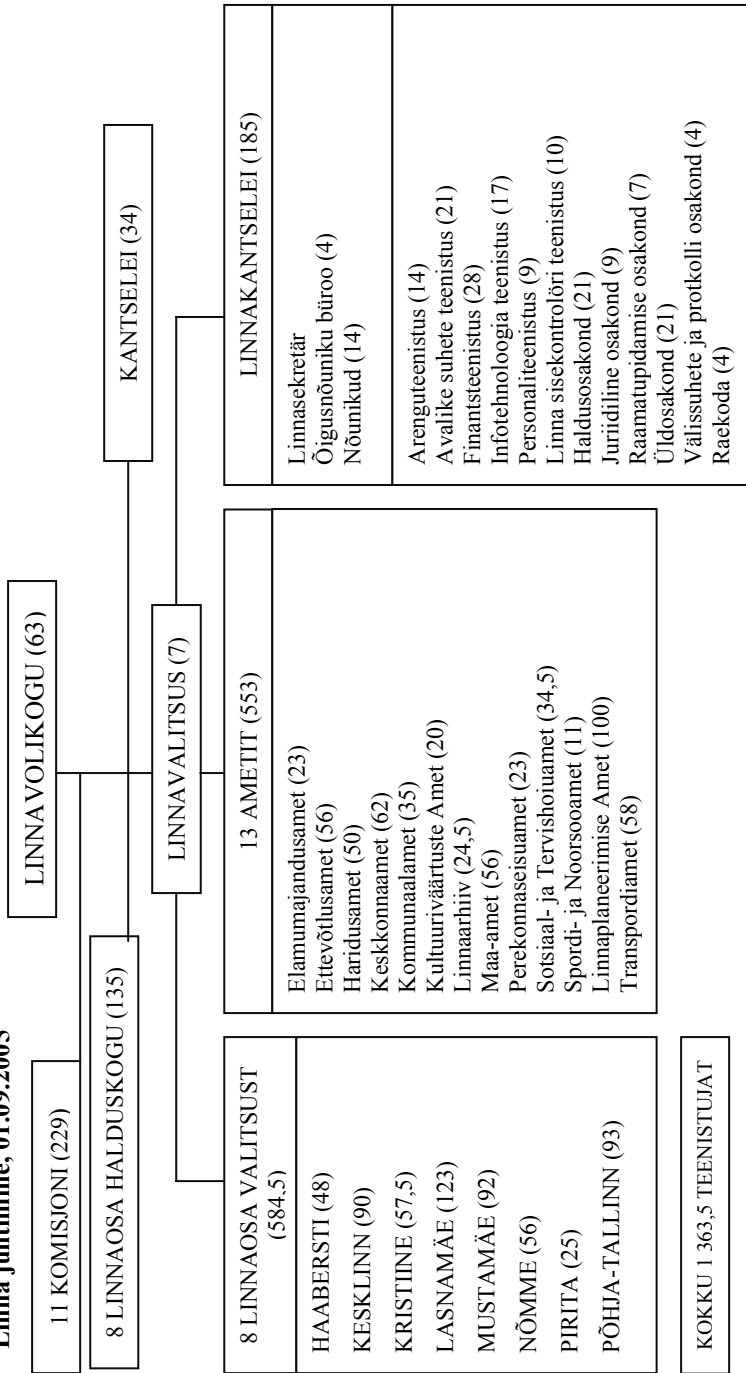 Linna juhtimine, 01.09.2005
LINNAVOLIKOGU (63)
11 KOMISJONI (229)
8 LINNAOSA HALDUSKOGU (135)
KANTSELEI (34)
LINNAVALITSUS (7)
8 LINNAOSA VALITSUST
(584,5)
HAABERSTI (48)
KESKLINN (90)
KRISTIINE (57,5)
LASNAMÄE (123)
MUSTAMÄE (92)
NÕMME (56)
PIRITA (25)
PÕHJA-TALLINN (93)
13 AMETIT (553)
Elamumajandusamet (23)
Ettevõtlusamet (56)
Haridusamet (50)
Keskkonnaamet (62)
Kommunaalamet (35)
Kultuuriväärtuste Amet (20)
Linnaarhiiv (24,5)
Maa-amet (56)
Perekonnaseisuamet (23)
Sotsiaal- ja Tervishoiuamet (34,5)
Spordi- ja Noorsooamet (11)
Linnaplaneerimise Amet (100)
Transpordiamet (58)
LINNAKANTSELEI (185)
Linnasekretär
Õigusnõuniku büroo (4)
Nõunikud (14)
Arenguteenistus (14)
Avalike suhete teenistus (21)
Finantsteenistus (28)
Infotehnoloogia teenistus (17)
Personaliteenistus (9)
Linna sisekontrolöri teenistus (10)
Haldusosakond (21)
Juriidiline osakond (9)
Raamatupidamise osakond (7)
Üldosakond (21)
Välissuhete ja protkolli osakond (4)
Raekoda (4)
KOKKU 1 363,5 TEENISTUJAT